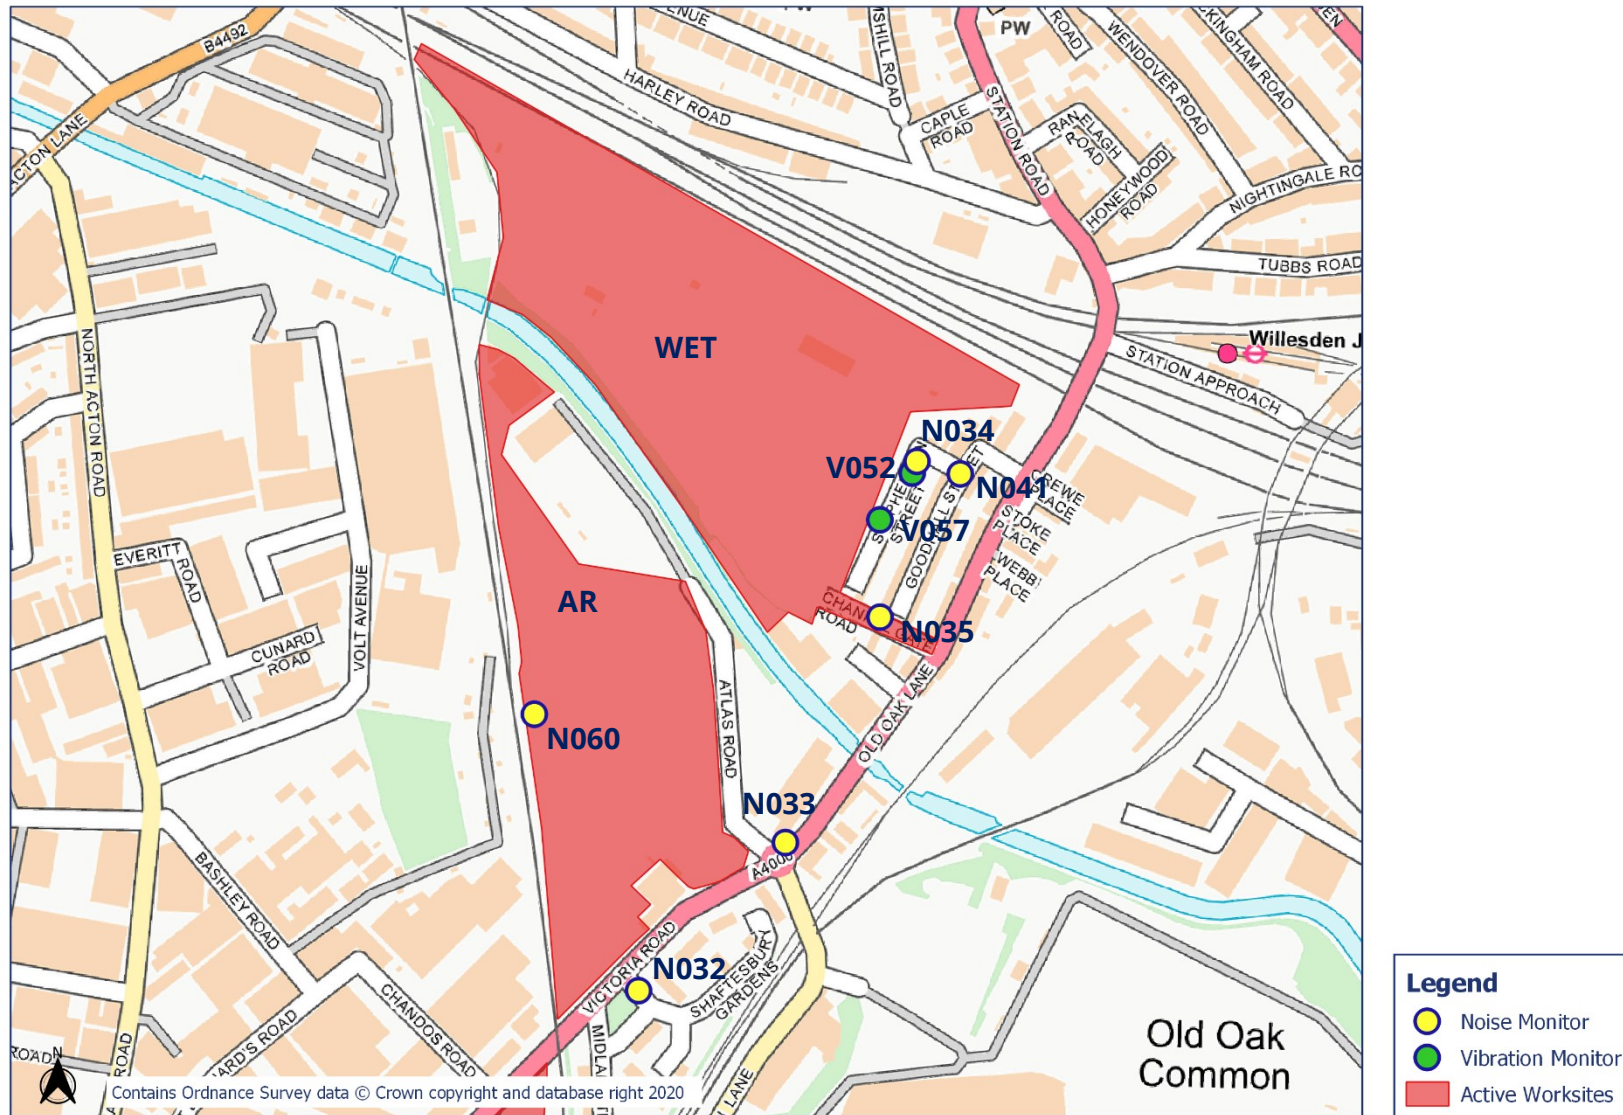 B4492
ACTON LANE
HARLEY ROAD
CAPLE
ROAD
PW
ROAD
WENDOVER ROAD
STATION ROAD
RANELAGH
ROAD
HONEYWOOD
ROAD
NIGHTINGALE RO
TUBBS ROAD
Willesden J
STATION APPROACH
NORTH ACTON ROAD
WET
N034
V052
N041
V057
STREET
CREWE
PLACE
STOKE
PLACE
WEBB
PLACE
EVERITT
ROAD
VOLT AVENUE
CUNARD
ROAD
AR
ROAD
N035
N060
ATLAS ROAD
OLD OAK LANE
N033
BASHLEY ROAD
VICTORIA ROAD
N032
SHAFTESBURY
GARDENS
CHANDOS ROAD
ROAD
LANE
Old Oak
Common
N
Contains Ordnance Survey data © Crown copyright and database right 2020
Legend
Noise Monitor
Vibration Monitor
Active Worksites